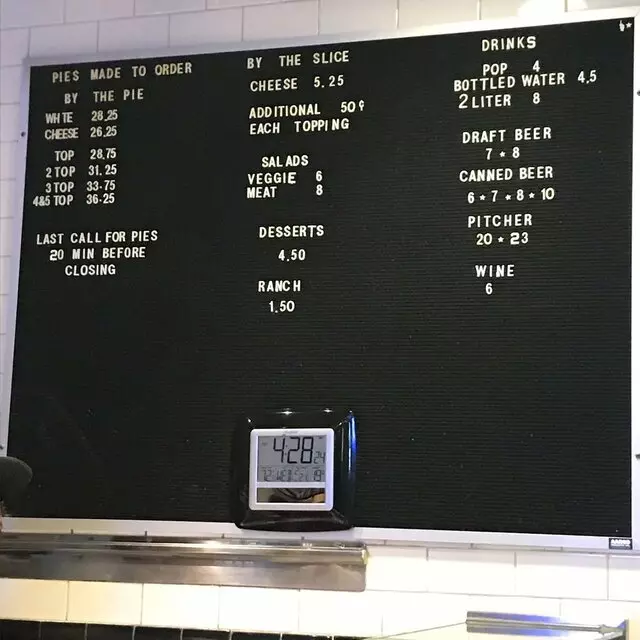 PIES MADE TO ORDER
BY THE PIE
WHITE 28.25
CHEESE 26.25
TOP 28.75
2 TOP 31.25
3 TOP 33-75
4&5 TOP 36-25
LAST CALL FOR PIES
20 MIN BEFORE
CLOSING
BY THE SLICE
CHEESE 5.25
ADDITIONAL 50¢
EACH TOPPING
SALADS
VEGGIE 6
MEAT 8
DESSERTS
4.50
RANCH
1.50
DRINKS
POP 4
BOTTLED WATER 4.5
2 LITER 8
DRAFT BEER
7 * 8
CANNED BEER
6 * 7 * 8 * 10
PITCHER
20 * 23
WINE
6
4:28 24